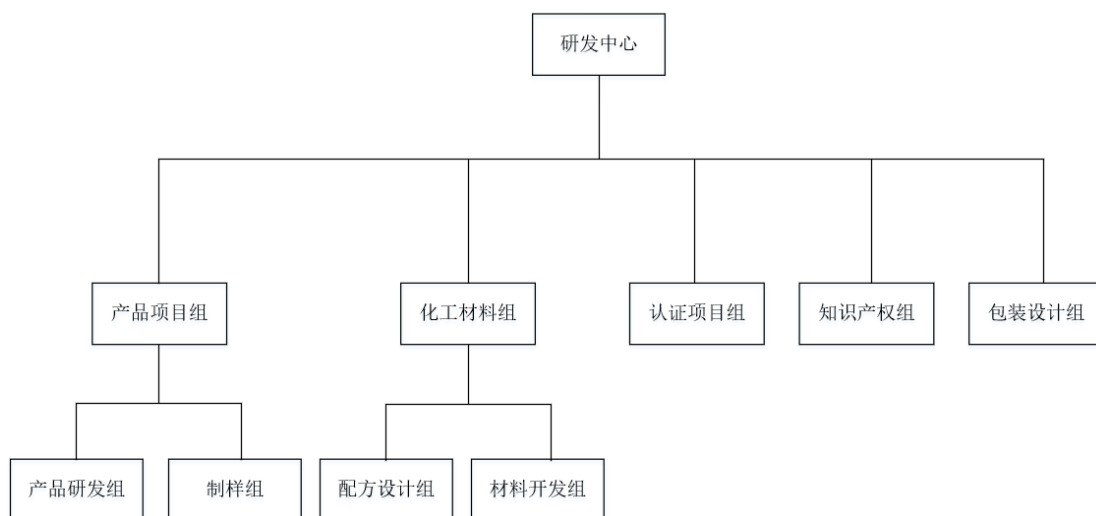 研发中心
产品项目组
化工材料组
认证项目组
知识产权组
包装设计组
产品研发组
制样组
配方设计组
材料开发组